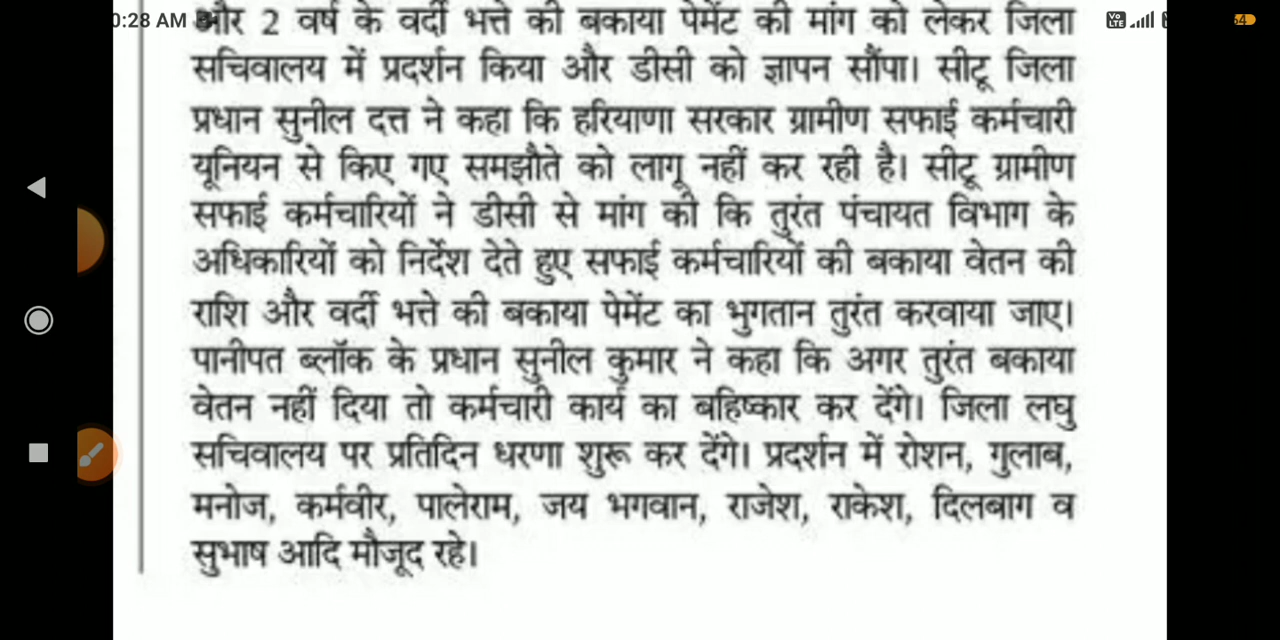 0:28 AM
और 2 वर्ष के वर्दी भत्ते की बकाया पेमेंट की मांग को लेकर जिला
सचिवालय में प्रदर्शन किया और डीसी को ज्ञापन सौंपा। सीटू जिला
प्रधान सुनील दत्त ने कहा कि हरियाणा सरकार ग्रामीण सफाई कर्मचारी
यूनियन से किए गए समझौते को लागू नहीं कर रही है। सीटू ग्रामीण
सफाई कर्मचारियों ने डीसी से मांग की कि तुरंत पंचायत विभाग के
अधिकारियों को निर्देश देते हुए सफाई कर्मचारियों की बकाया वेतन की
राशि और वर्दी भत्ते की बकाया पेमेंट का भुगतान तुरंत करवाया जाए।
पानीपत ब्लॉक के प्रधान सुनील कुमार ने कहा कि अगर तुरंत बकाया
वेतन नहीं दिया तो कर्मचारी कार्य का बहिष्कार कर देंगे। जिला लघु
सचिवालय पर प्रतिदिन धरणा शुरू कर देंगे। प्रदर्शन में रोशन, गुलाब,
मनोज, कर्मवीर, पालेराम, जय भगवान, राजेश, राकेश, दिलबाग व
सुभाष आदि मौजूद रहे।